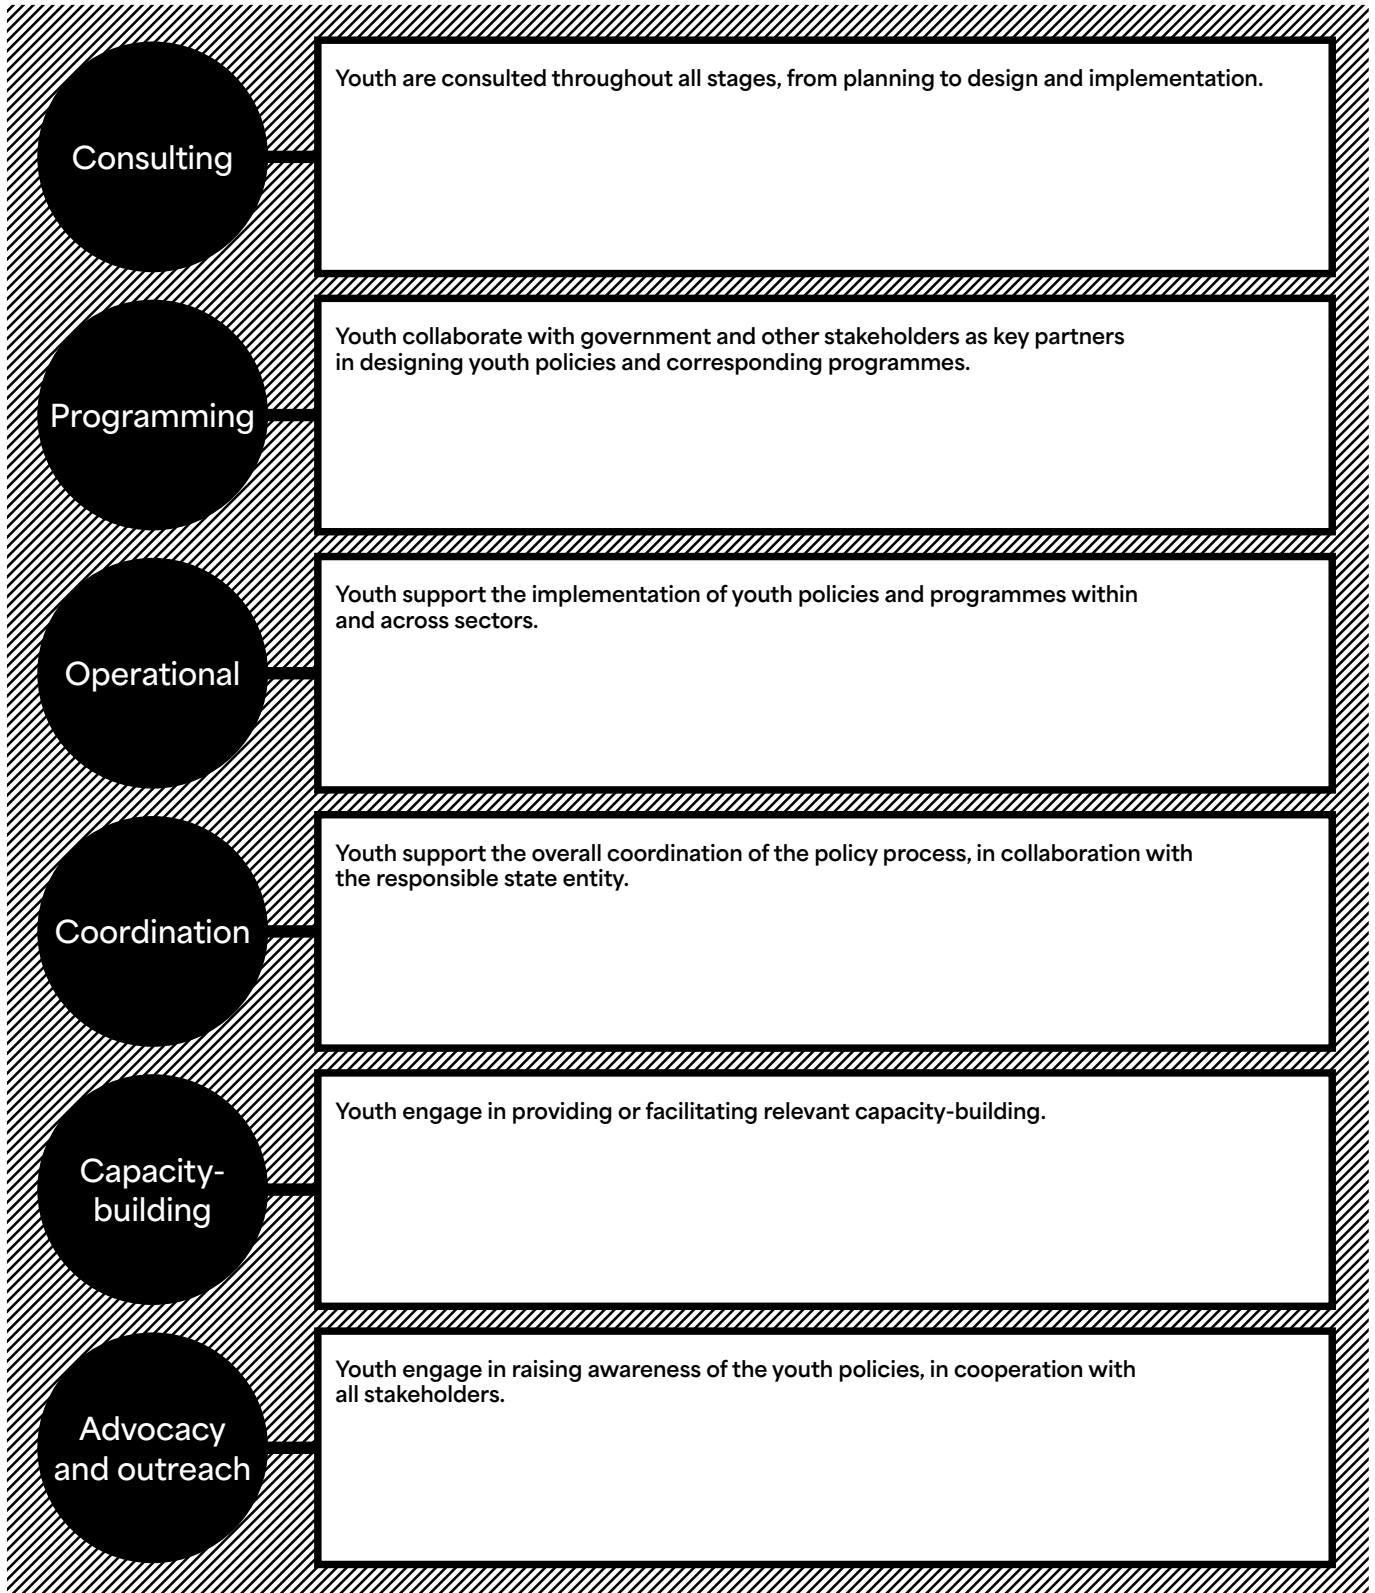 Consulting
Youth are consulted throughout all stages, from planning to design and implementation.
Programming
Youth collaborate with government and other stakeholders as key partners
in designing youth policies and corresponding programmes.
Operational
Youth support the implementation of youth policies and programmes within
and across sectors.
Coordination
Youth support the overall coordination of the policy process, in collaboration with
the responsible state entity.
Capacity-
building
Youth engage in providing or facilitating relevant capacity-building.
Advocacy
and outreach
Youth engage in raising awareness of the youth policies, in cooperation with
all stakeholders.